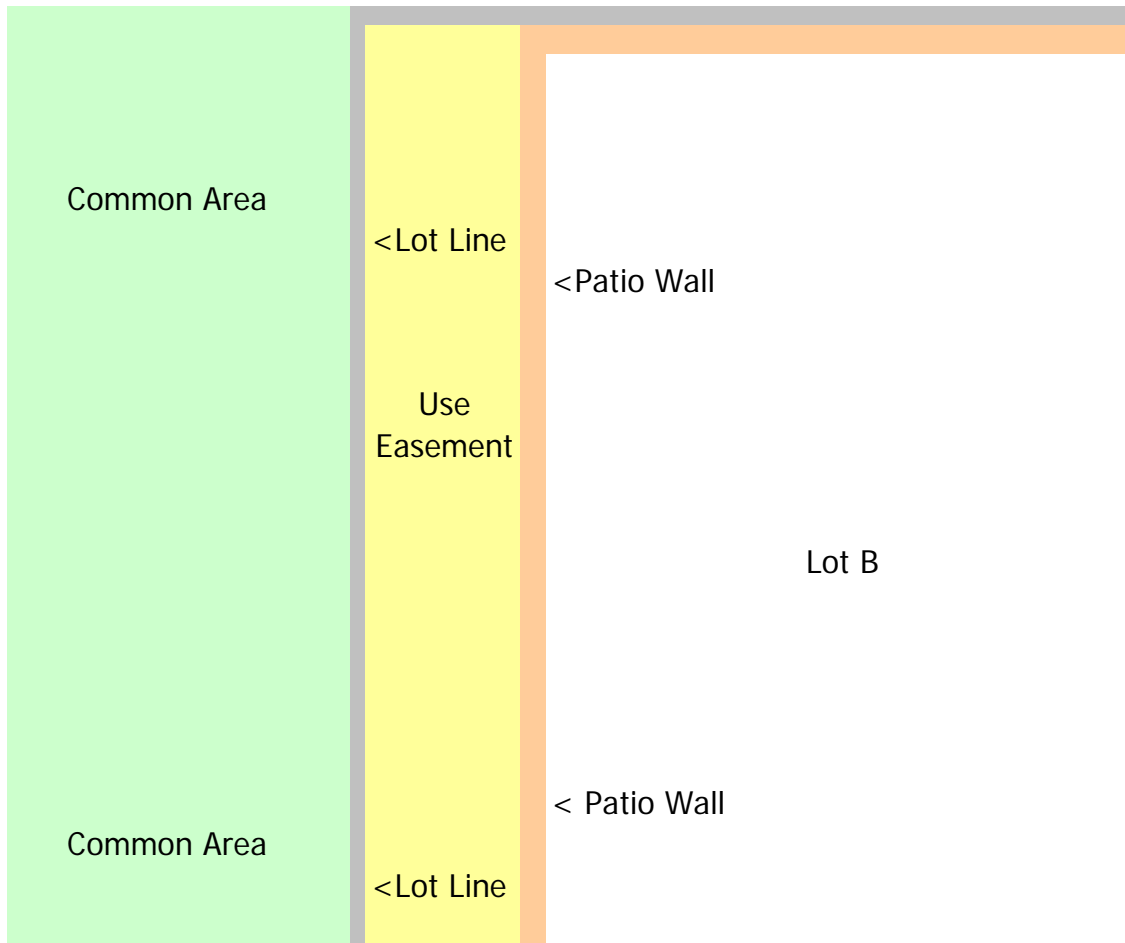 Common Area
<Lot Line
<Patio Wall
Use
Easement
Lot B
< Patio Wall
Common Area
<Lot Line